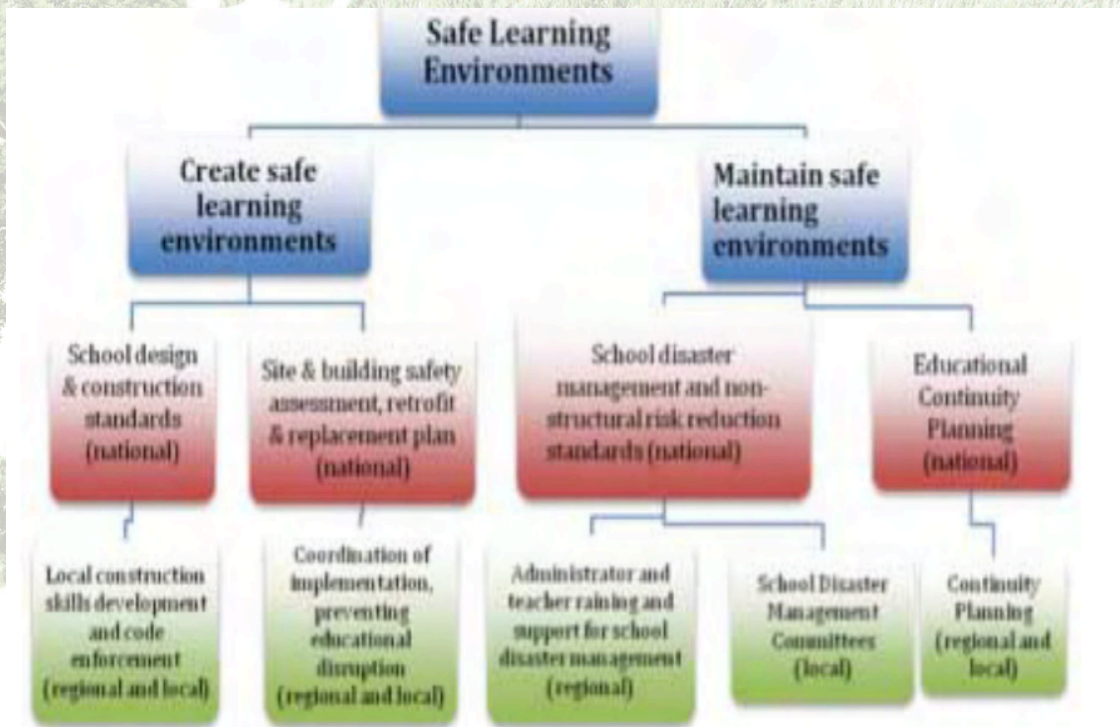 Safe Learning
Environments
Create safe
learning
environments
Maintain safe
learning
environments
School design
& construction
standards
(national)
Site & building safety
assessment, retrofit
& replacement plan
(national)
School disaster
management and non-
structural risk reduction
standards (national)
Educational
Continuity
Planning
(national)
Local construction
skills development
and code
enforcement
(regional and local)
Coordination of
implementation,
preventing
educational
disruption
(regional and local)
Administrator and
teacher raining and
support for school
disaster management
(regional)
School Disaster
Management
Committees
(local)
Continuity
Planning
(regional and
local)